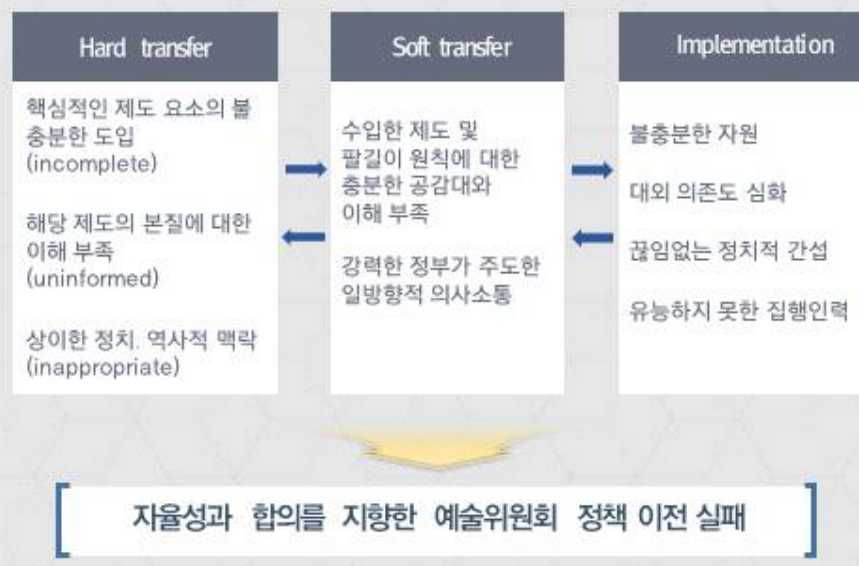 Hard transfer
핵심적인 제도 요소의 불
충분한 도입
(incomplete)
해당 제도의 본질에 대한
이해 부족
(uninformed)
상이한 정치. 역사적 맥락
(inappropriate)
Soft transfer
수입한 제도 및
팔길이 원칙에 대한
충분한 공감대와
이해 부족
강력한 정부가 주도한
일방향적 의사소통
Implementation
불충분한 자원
대외 의존도 심화
끊임없는 정치적 간섭
유능하지 못한 집행인력
자율성과 합의를 지향한 예술위원회 정책 이전 실패